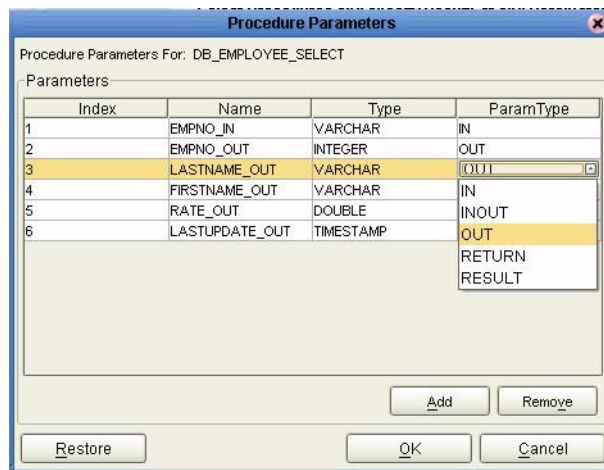 Procedure Parameters
Procedure Parameters For: DB_EMPLOYEE_SELECT
Parameters
Index Name Type ParamType
1 EMPNO_IN VARCHAR IN
2 EMPNO_OUT INTEGER OUT
3 LASTNAME_OUT VARCHAR OUT
4 FIRSTNAME_OUT VARCHAR IN
INOUT
5 RATE_OUT DOUBLE OUT
6 LASTUPDATE_OUT TIMESTAMP
RETURN
RESULT
Add Remove
Restore OK Cancel